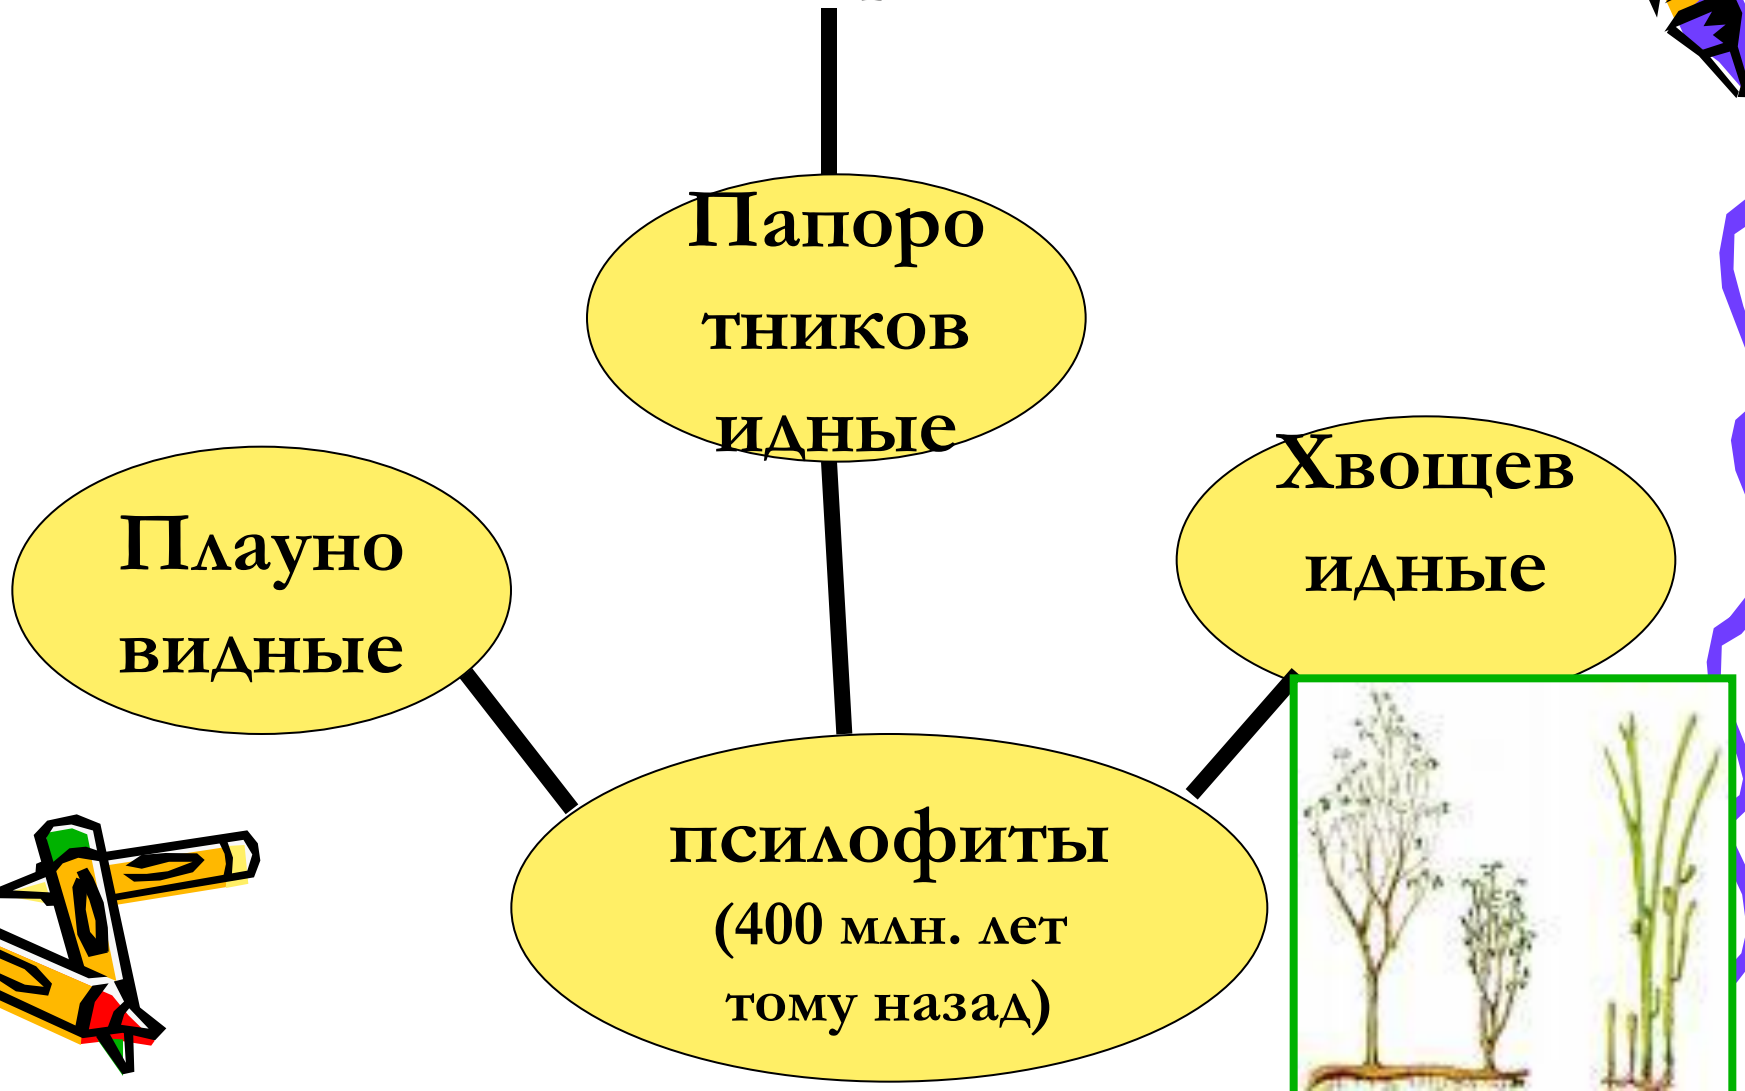 Папоро
тников
идные
Хвощев
идные
Плауно
видные
псилофиты
(400 млн. лет
тому назад)